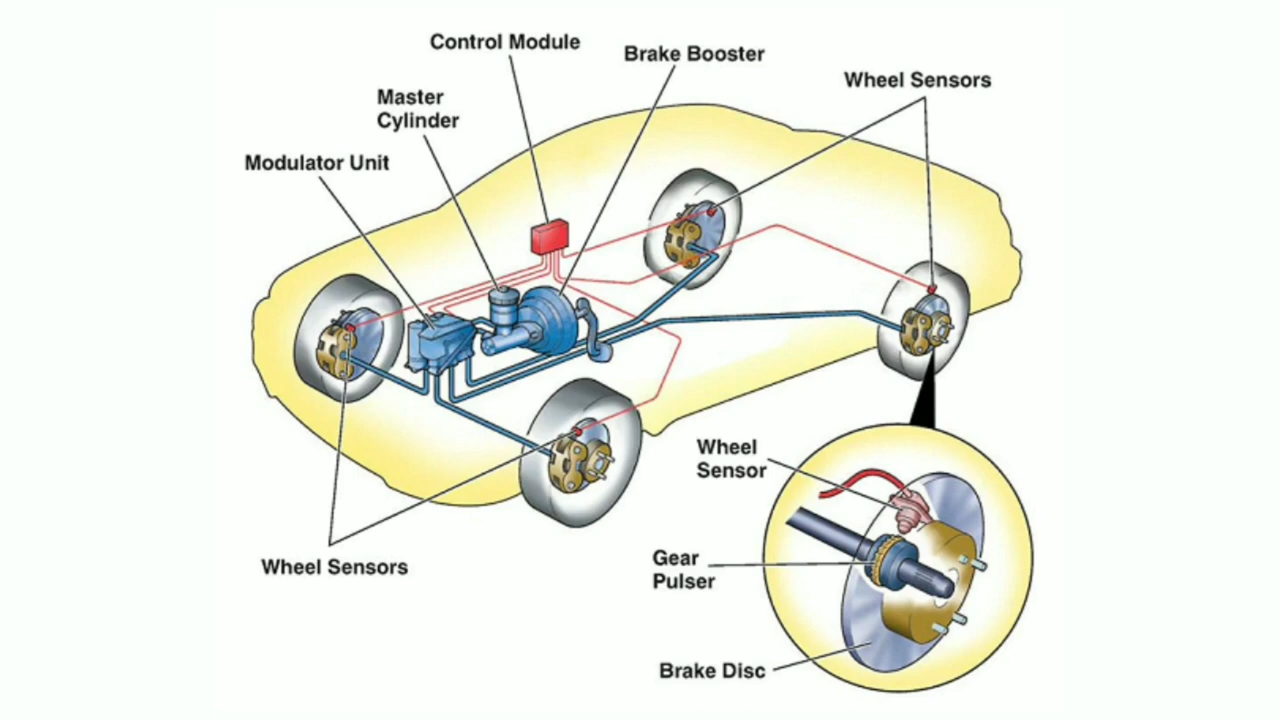 Control Module
Brake Booster
Wheel Sensors
Master
Cylinder
Modulator Unit
Wheel
Sensor
Gear
Pulser
Wheel Sensors
Brake Disc